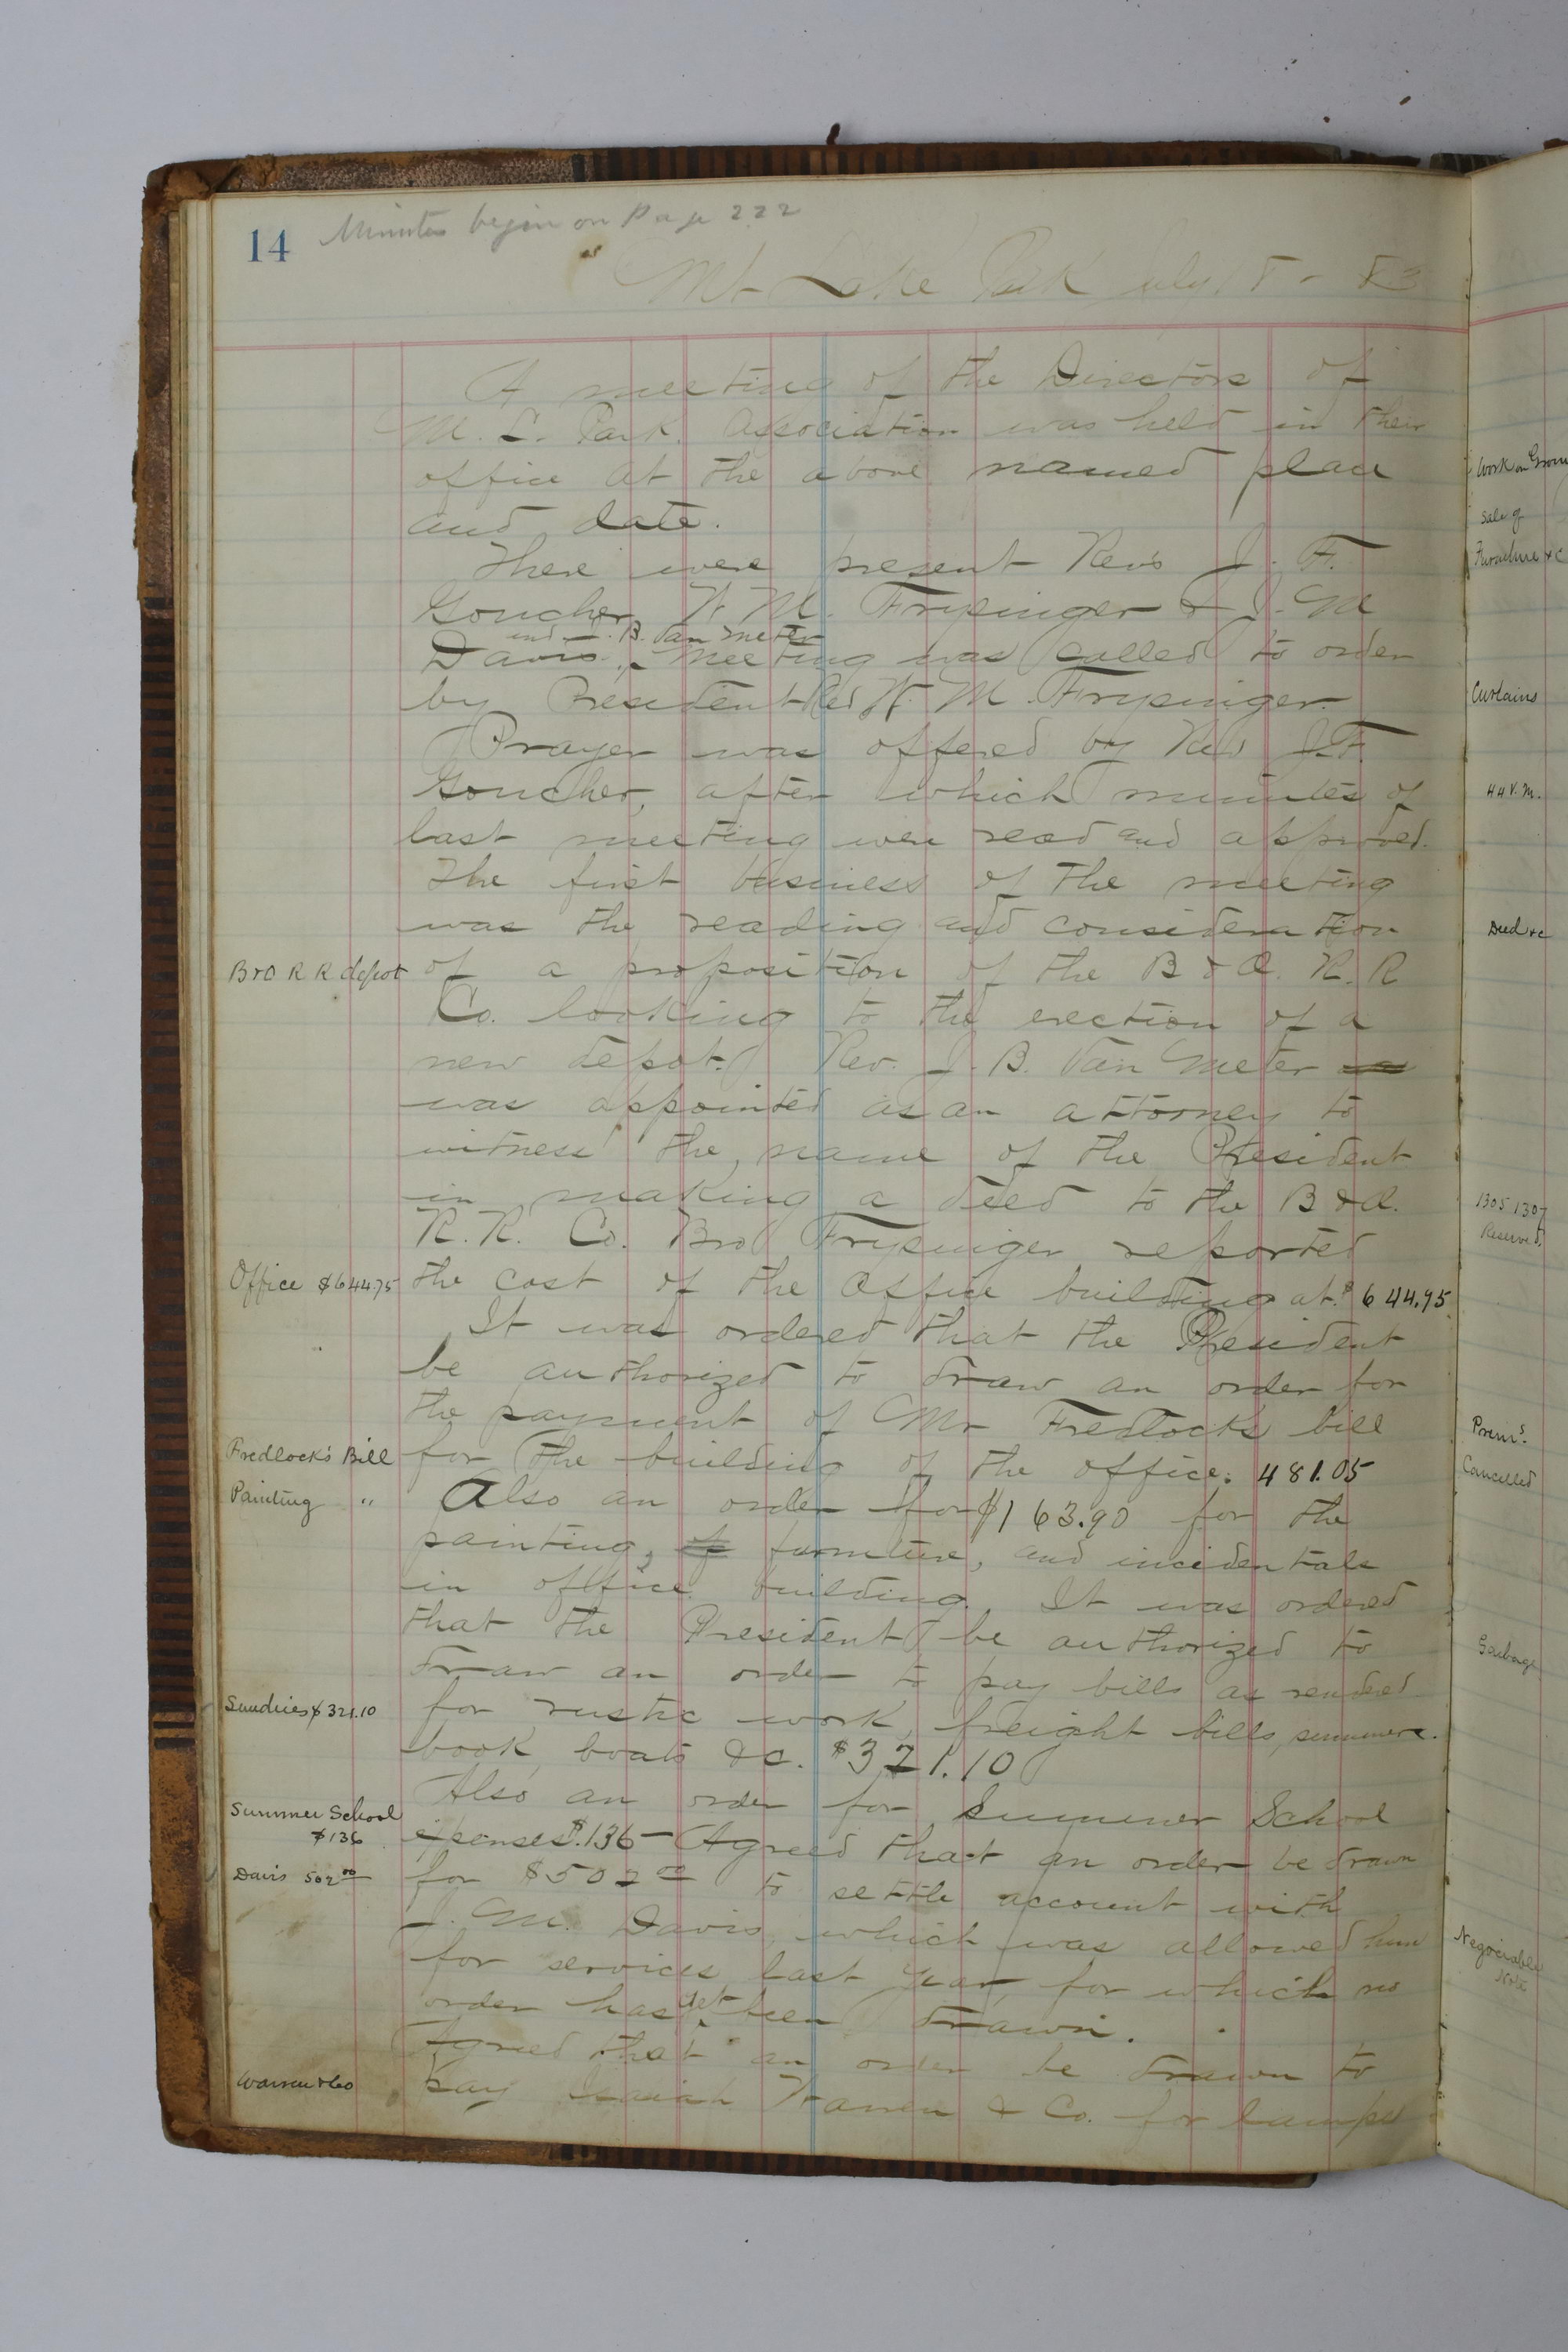 14 Minutes begin on Page 222
Mt Lake Park July 5 - 83
A meeting of the Directors of
M. L. Park. Association was held in their
office at the above named place
and date.
There were present Revs J. F.
Goucher, W. M. Frysinger & J. M
and J. B. Van Meter
Davis. Meeting was called to order
by President Rev W. M. Frysinger.
Prayer was offered by Rev J. F.
Goucher, after which minutes of
last meeting were read and approved.
The first business of the meeting
was the reading and consideration
B & O R R depot of a proposition of the B & O. R. R
Co. looking to the erection of a
new depot. Rev. J. B. Van Meter
was appointed as an attorney to
witness the name of the President
in making a deed to the B & O.
R. R. Co. Bro Frysinger reported
Office $644.75 the cost of the Office building at $644.95
It was ordered that the President
be authorized to draw an order for
the payment of Mr Fredlock's bill
Fredlock's Bill for the building of the office. 481.05
Painting " Also an order for $163.90 for the
painting, of furniture, and incidentals
in office building. It was ordered
that the President be authorized to
draw an order to pay bills as rendered
Sundries $321.10 for rustic work, freight bills,
book, boats &c. $321.10
Also an order for Summer School
Summer School
$136 expenses $136 - Agreed that an order be drawn
Davis 502 00 for $502 00 to settle account with
J. M. Davis, which was allowed him
for services last year, for which no
order has yet been drawn.
Agreed that an order be drawn to
Warren & Co pay Isaiah Warren & Co. for lamps
Work on Groun
Sale of
Furniture &c
Curtains
44 V. M.
Deed &c
1305 1307
Reserved
Prem's.
Cancelled
Garbage
Negociable
Note